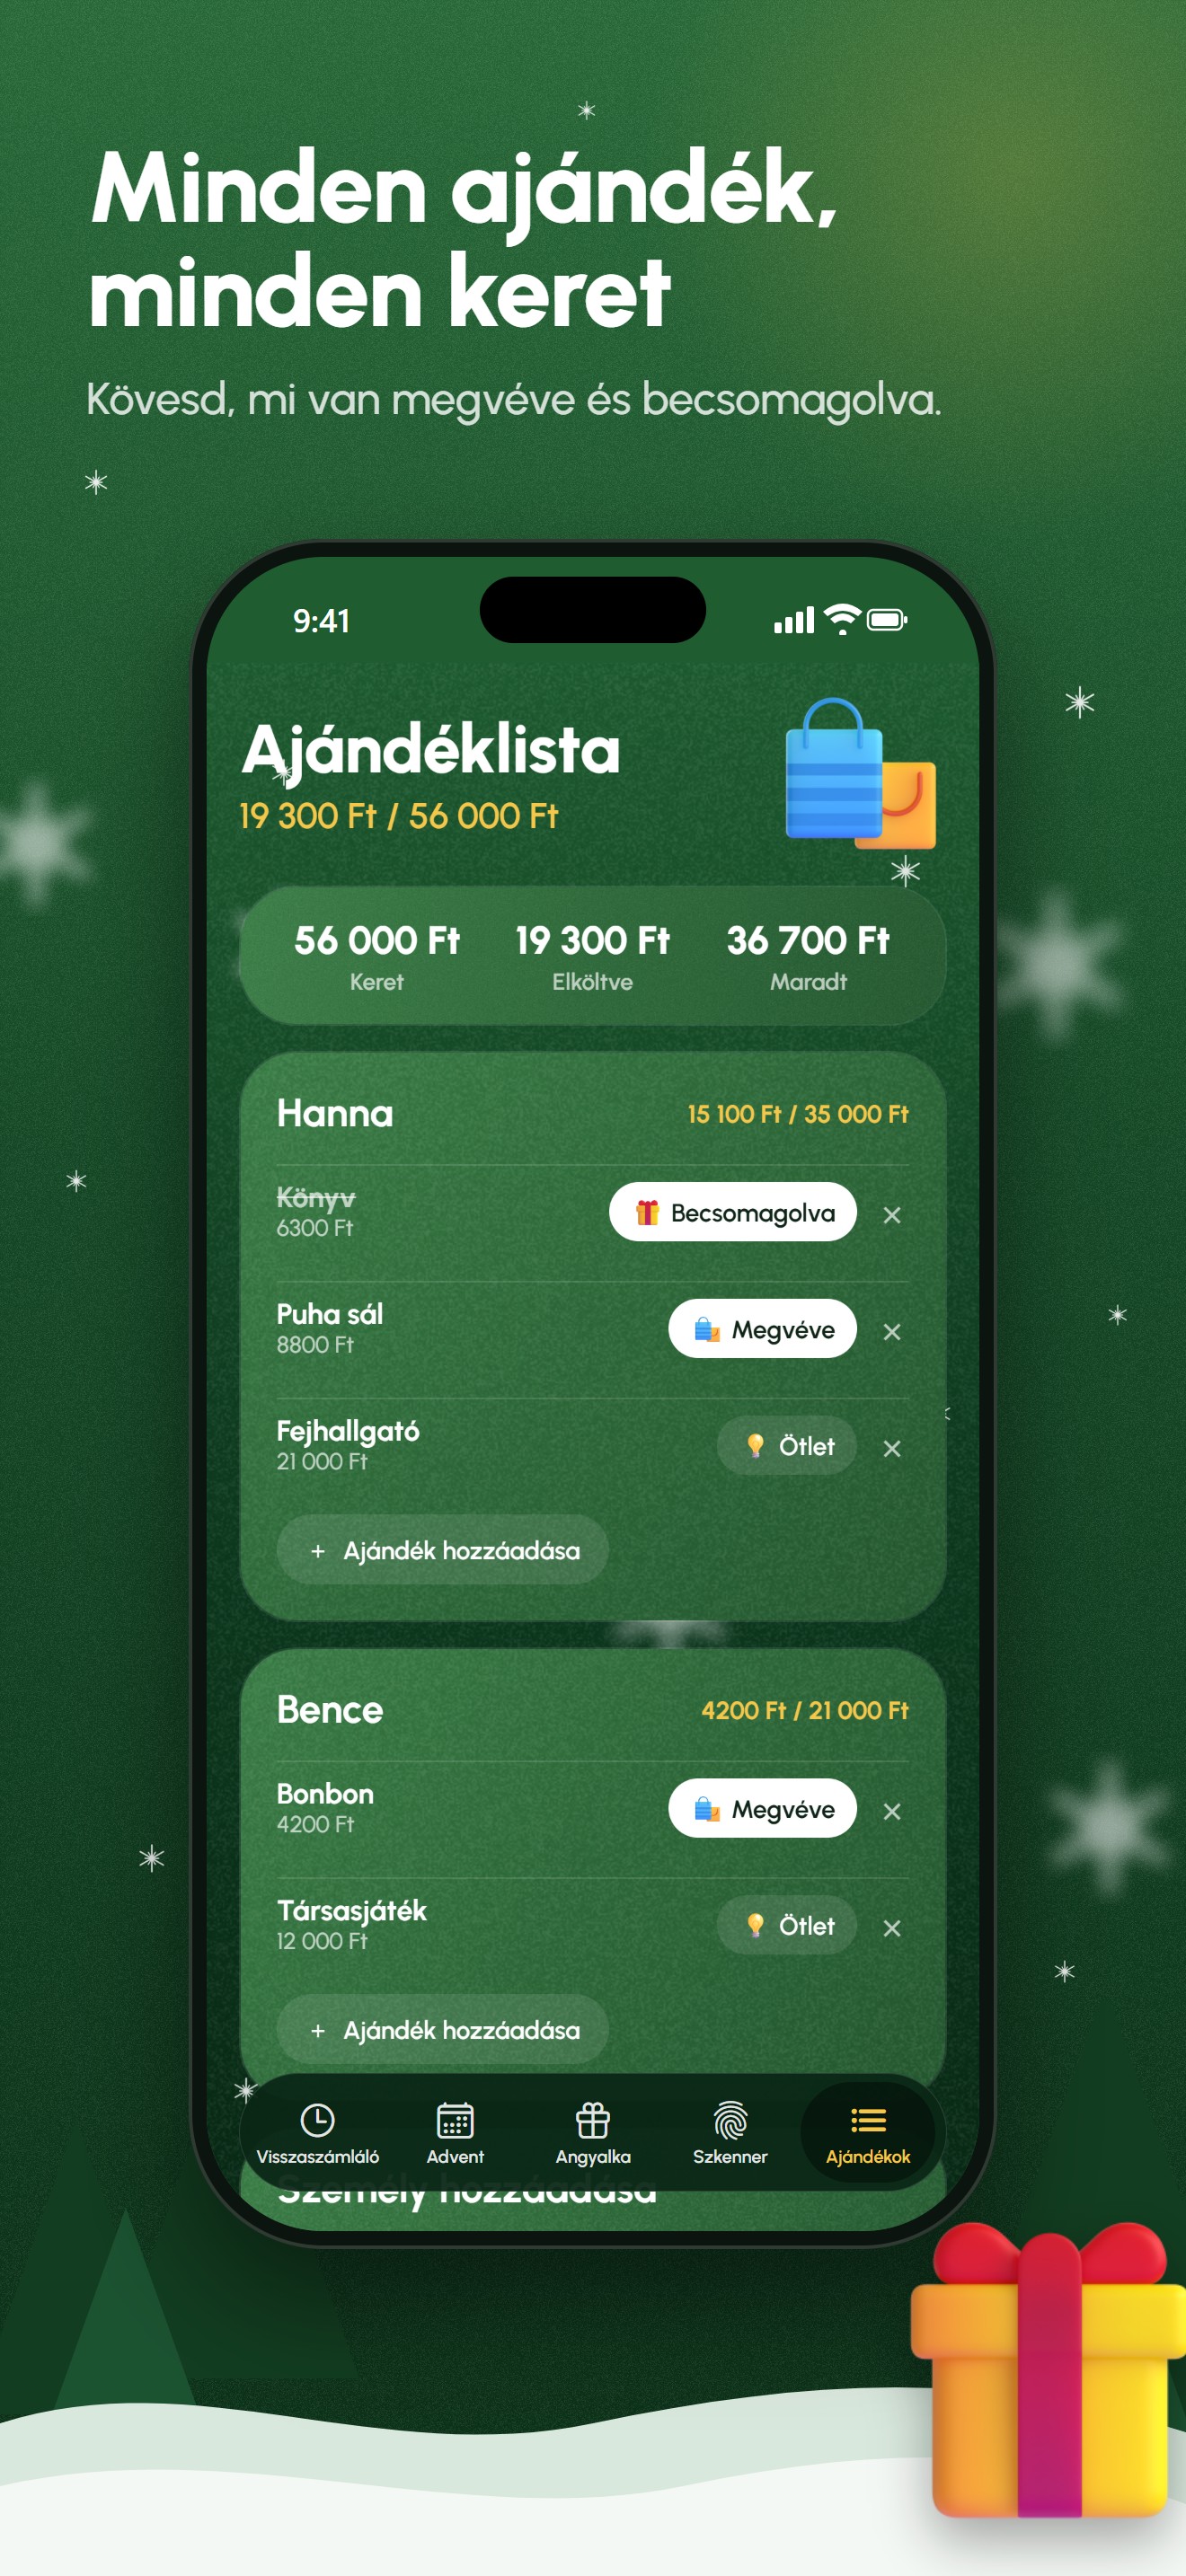 Minden ajándék,
minden keret
Kövesd, mi van megvéve és becsomagolva.
9:41
Ajándéklista
19 300 Ft / 56 000 Ft
56 000 Ft 19 300 Ft 36 700 Ft
Keret Elköltve Maradt
Hanna 15 100 Ft / 35 000 Ft
Könyv
6300 Ft
Becsomagolva ×
Puha sál
8800 Ft
Megvéve ×
Fejhallgató
21 000 Ft
Ötlet ×
+ Ajándék hozzáadása
Bence 4200 Ft / 21 000 Ft
Bonbon
4200 Ft
Megvéve ×
Társasjáték
12 000 Ft
Ötlet ×
+ Ajándék hozzáadása
Visszaszámláló Advent Angyalka Szkenner Ajándékok
Személy hozzáadása